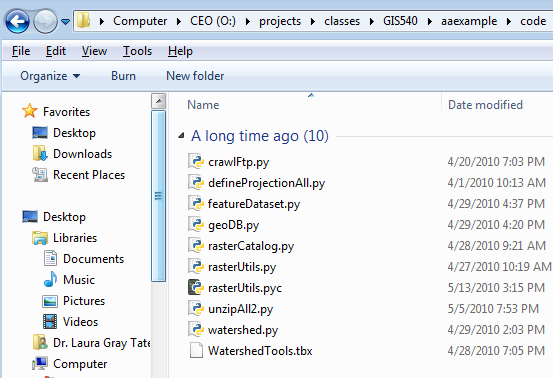 Computer CEO (O:) projects classes GIS540 aaexample code
File Edit View Tools Help
Organize Burn New folder
Favorites
Desktop
Downloads
Recent Places
Desktop
Libraries
Documents
Music
Pictures
Videos
Dr. Laura Gray Tate
Computer
Name Date modified
A long time ago (10)
crawlFtp.py 4/20/2010 7:03 PM
defineProjectionAll.py 4/1/2010 10:13 AM
featureDataset.py 4/29/2010 4:37 PM
geoDB.py 4/29/2010 4:20 PM
rasterCatalog.py 4/28/2010 9:21 AM
rasterUtils.py 4/27/2010 10:19 AM
rasterUtils.pyc 5/13/2010 3:15 PM
unzipAll2.py 5/5/2010 7:53 PM
watershed.py 4/29/2010 2:03 PM
WatershedTools.tbx 4/28/2010 7:05 PM